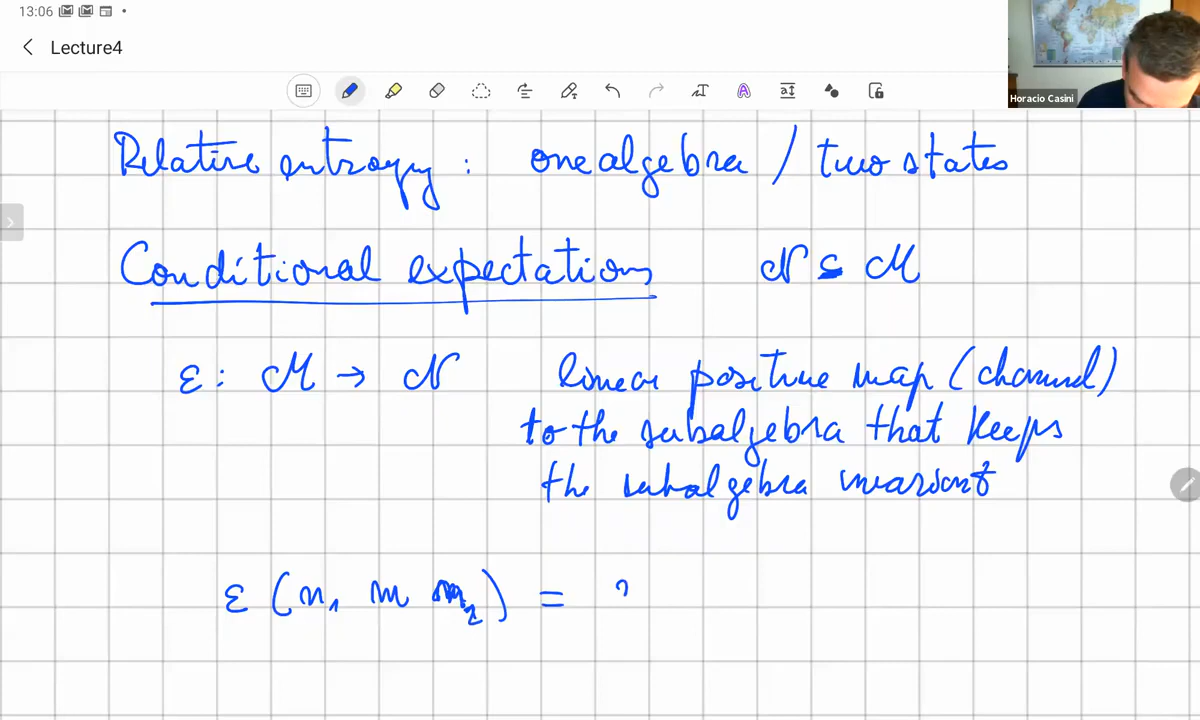 13:06
Lecture4
Horacio Casini
Relative entropy : one algebra / two states
Conditional expectations N ⊆ M
ε : M → N linear positive map (channel)
to the subalgebra that keeps
the subalgebra invariant
ε (n₁ m n₂) =